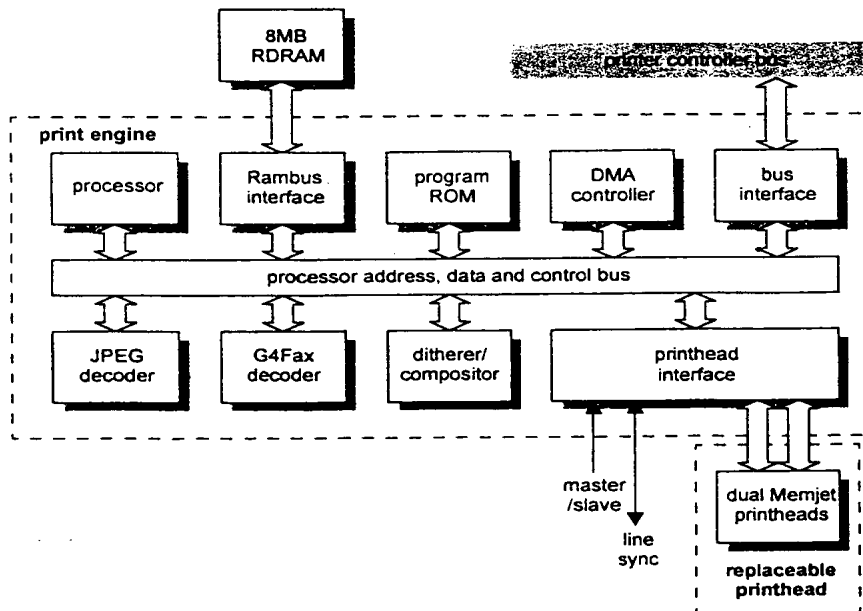 8MB
RDRAM
printer controller bus
print engine
processor
Rambus
interface
program
ROM
DMA
controller
bus
interface
processor address, data and control bus
JPEG
decoder
G4Fax
decoder
ditherer/
compositor
printhead
interface
master
/slave
line
sync
dual Memjet
printheads
replaceable
printhead